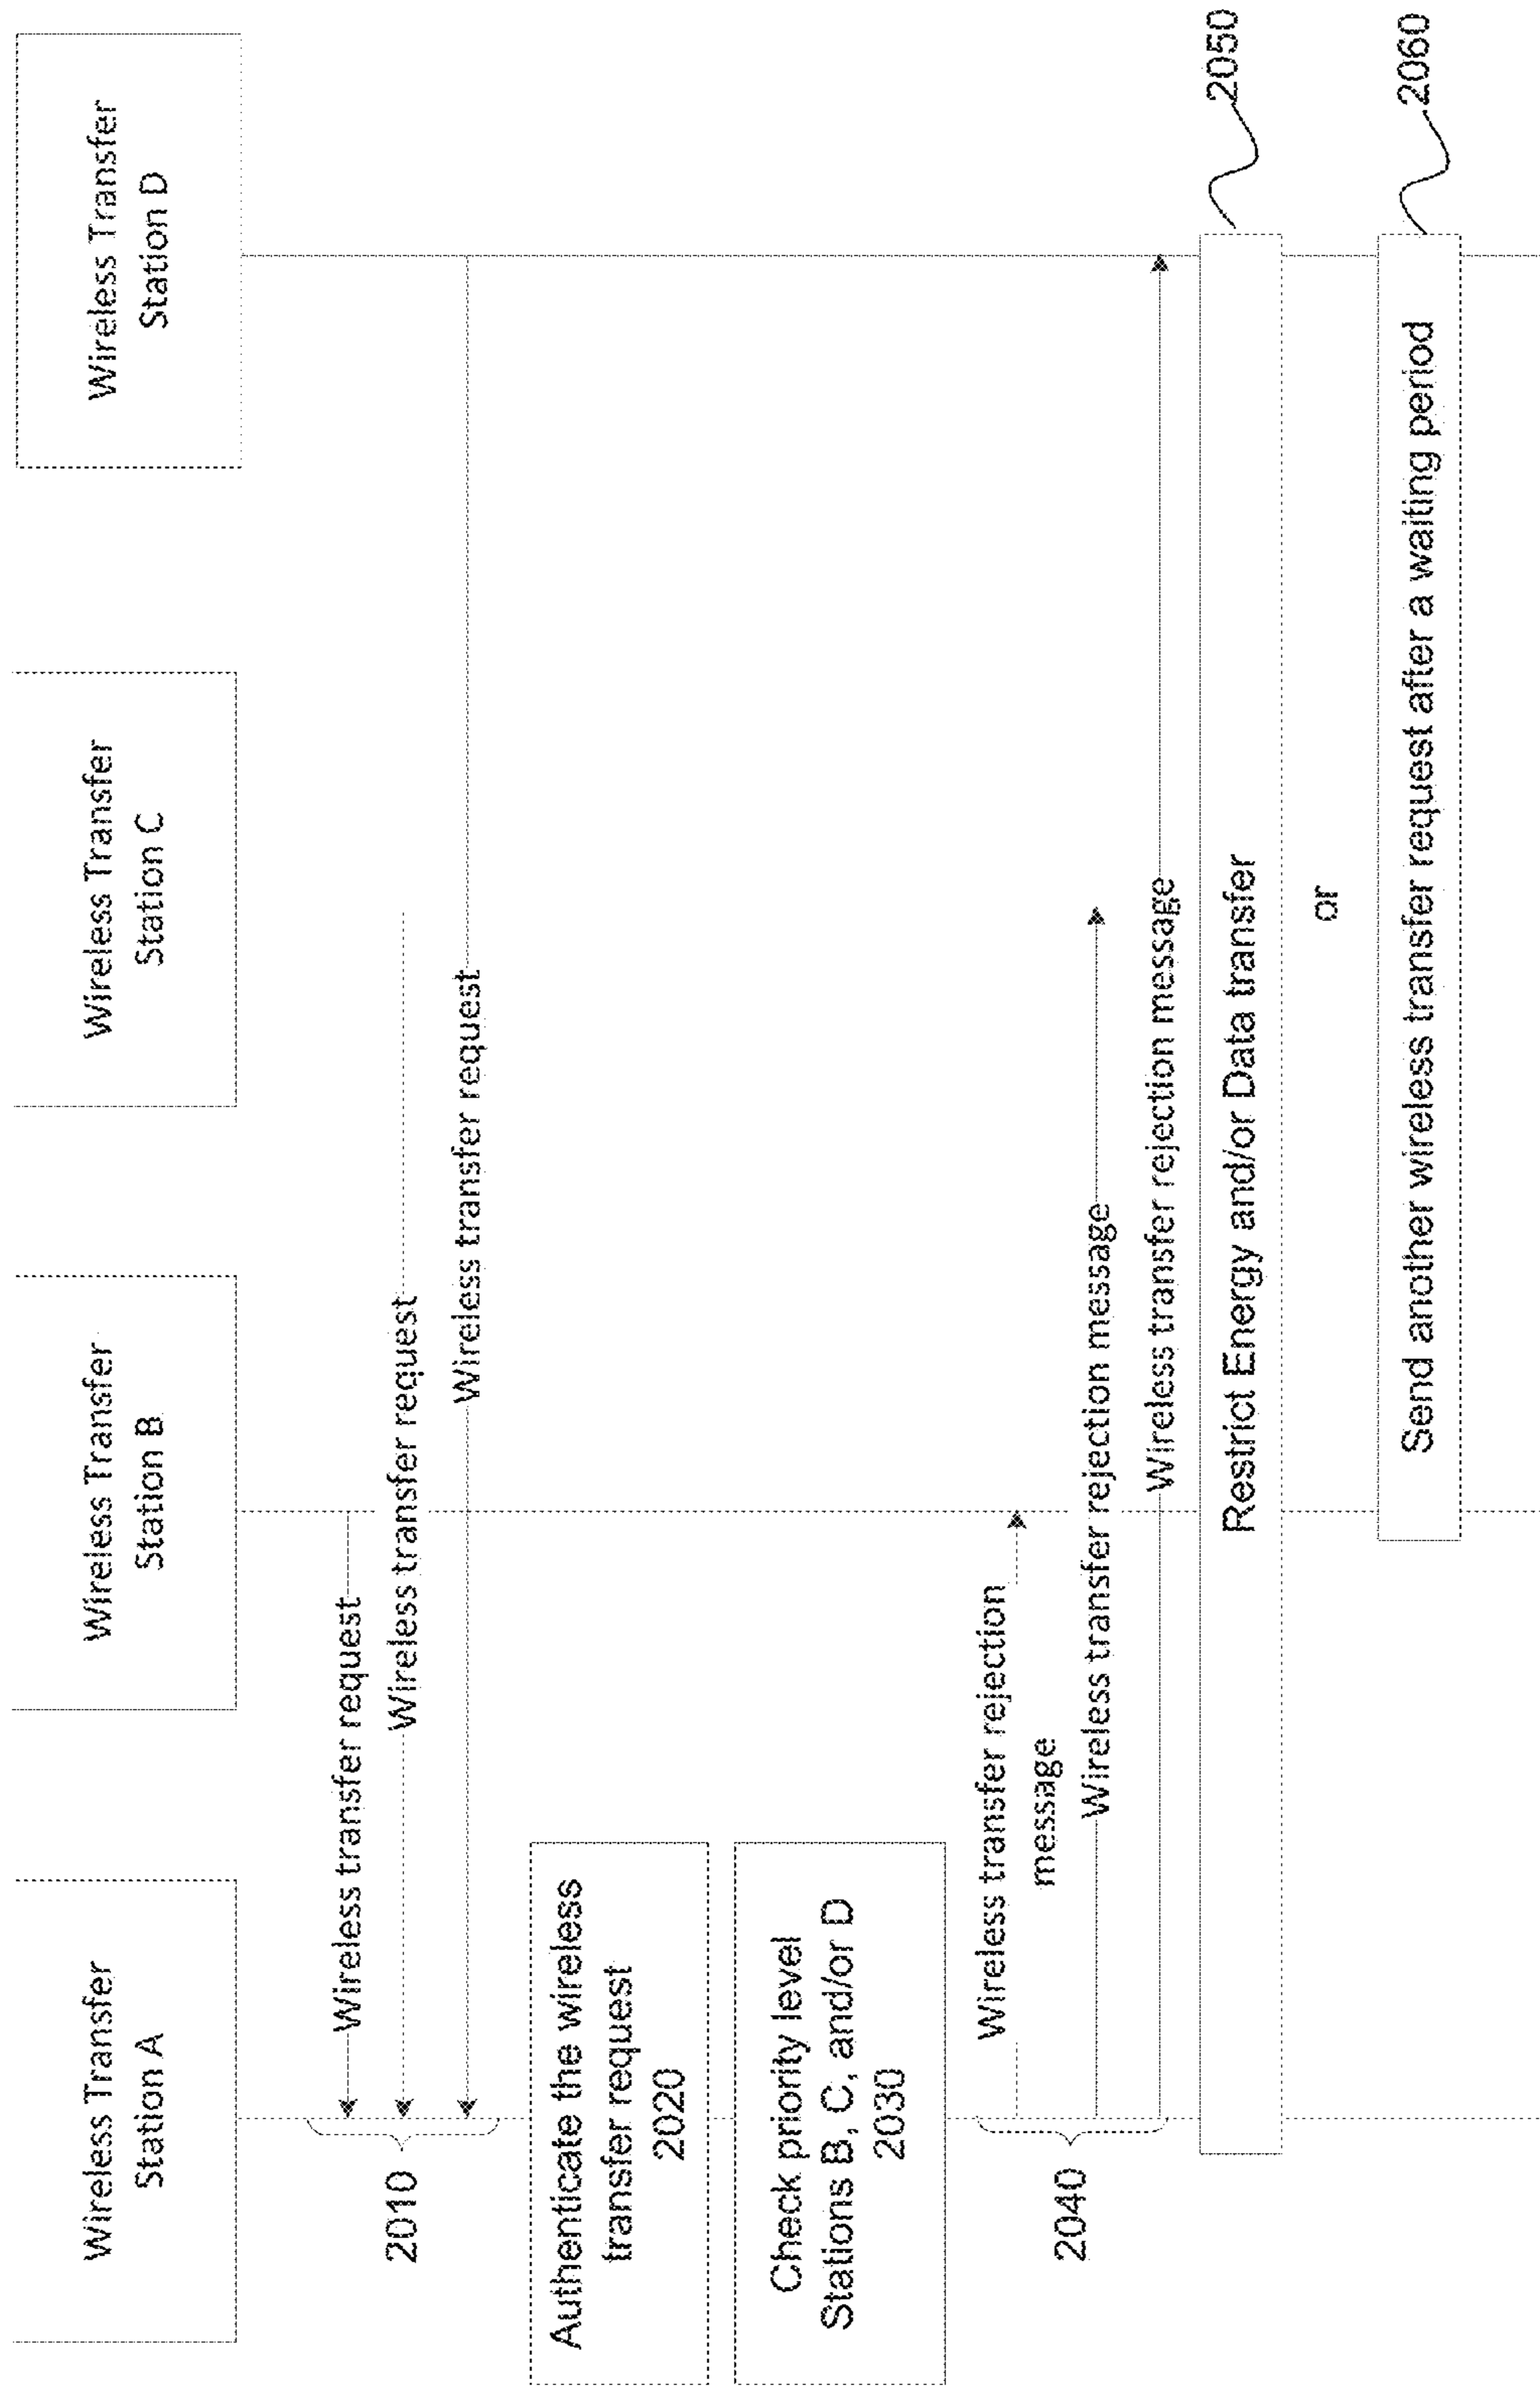 Wireless Transfer
Station A
Wireless Transfer
Station B
Wireless Transfer
Station C
Wireless Transfer
Station D
Wireless transfer request
Wireless transfer request
Wireless transfer request
2010
Authenticate the wireless
transfer request
2020
Check priority level
Stations B, C, and/or D
2030
Wireless transfer rejection
message
Wireless transfer rejection message
Wireless transfer rejection message
2040
Restrict Energy and/or Data transfer
2050
or
Send another wireless transfer request after a waiting period
2060